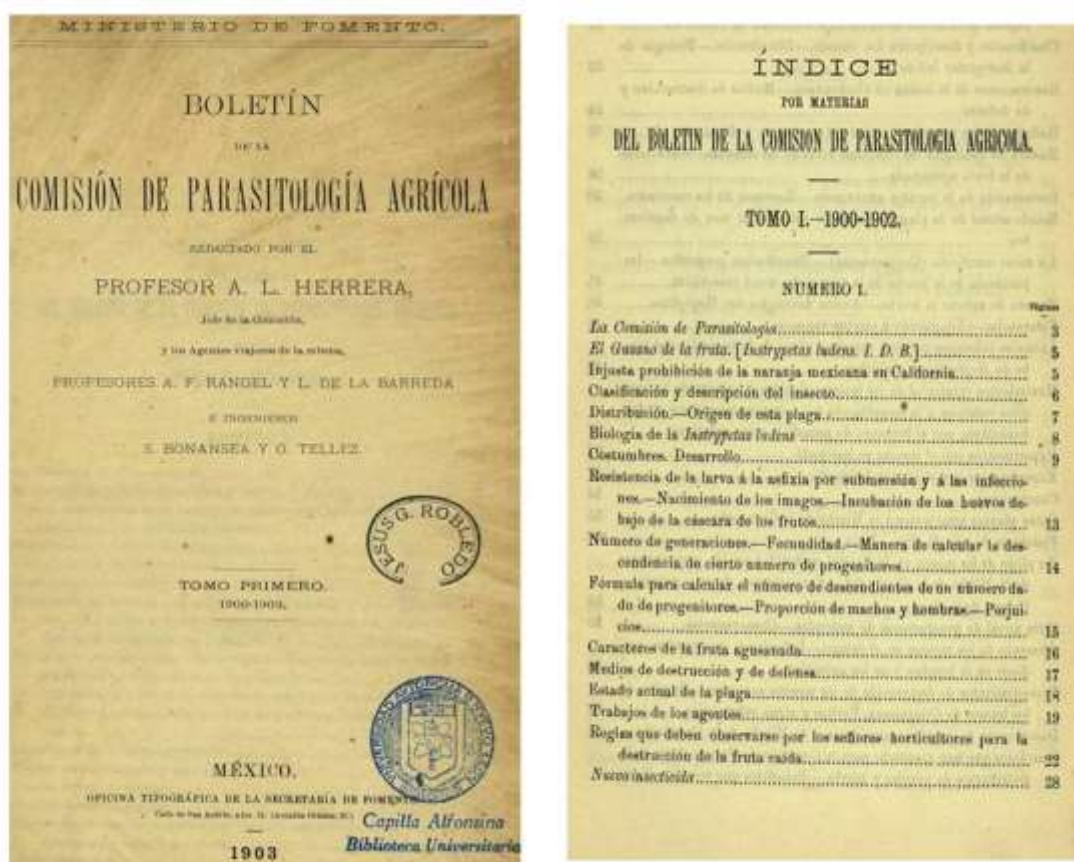 MINISTERIO DE FOMENTO.
BOLETÍN
DE LA
COMISIÓN DE PARASITOLOGÍA AGRÍCOLA
REDACTADO POR EL
PROFESOR A. L. HERRERA,
Jefe de la Comisión,
y los Agentes viajeros de la misma,
PROFESORES A. F. RANGEL Y L. DE LA BARREDA
É INGENIEROS
S. BONANSEA Y O. TELLEZ.
JESUS G. ROBLEDO
TOMO PRIMERO.
1900-1902.
MÉXICO.
OFICINA TIPOGRÁFICA DE LA SECRETARÍA DE FOMENTO
Capilla Alfonsina
Biblioteca Universitaria
1903
ÍNDICE
POR MATERIAS
DEL BOLETIN DE LA COMISION DE PARASITOLOGIA AGRICOLA.
TOMO I.—1900-1902.
NUMERO 1.
Páginas
La Comisión de Parasitología 3
El Gusano de la fruta. [Instrypetas ludens. I. D. B.] 5
Injusta prohibición de la naranja mexicana en California 5
Clasificación y descripción del insecto 6
Distribución.—Origen de esta plaga 7
Biología de la Instrypetas ludens 8
Costumbres. Desarrollo 9
Resistencia de la larva á la asfixia por submersión y á las infeccio-
nes.—Nacimiento de los imagos.—Incubación de los huevos de-
bajo de la cáscara de los frutos 13
Número de generaciones.—Fecundidad.—Manera de calcular la des-
cendencia de cierto número de progenitores 14
Fórmula para calcular el número de descendientes de un número da-
do de progenitores.—Proporción de machos y hembras.—Perjui-
cios 15
Caracteres de la fruta agusanada 16
Medios de destrucción y de defensa 17
Estado actual de la plaga 18
Trabajos de los agentes 19
Reglas que deben observarse por los señores horticultores para la
destrucción de la fruta caída 22
Nuevo insecticida 28